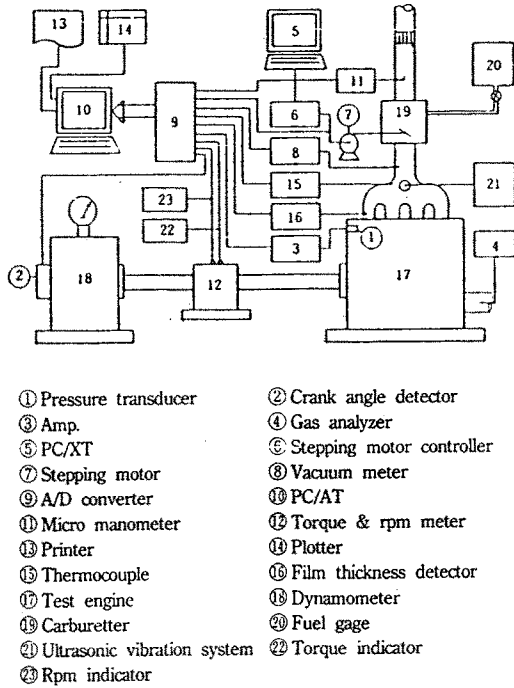 13
14
5
20
10
9
11
6
7
19
8
15
21
23
16
22
3
①
4
②
18
12
17
① Pressure transducer
② Crank angle detector
③ Amp.
④ Gas analyzer
⑤ PC/XT
⑥ Stepping motor controller
⑦ Stepping motor
⑧ Vacuum meter
⑨ A/D converter
⑩ PC/AT
⑪ Micro manometer
⑫ Torque & rpm meter
⑬ Printer
⑭ Plotter
⑮ Thermocouple
⑯ Film thickness detector
⑰ Test engine
⑱ Dynamometer
⑲ Carburetter
⑳ Fuel gage
㉑ Ultrasonic vibration system
㉒ Torque indicator
㉓ Rpm indicator